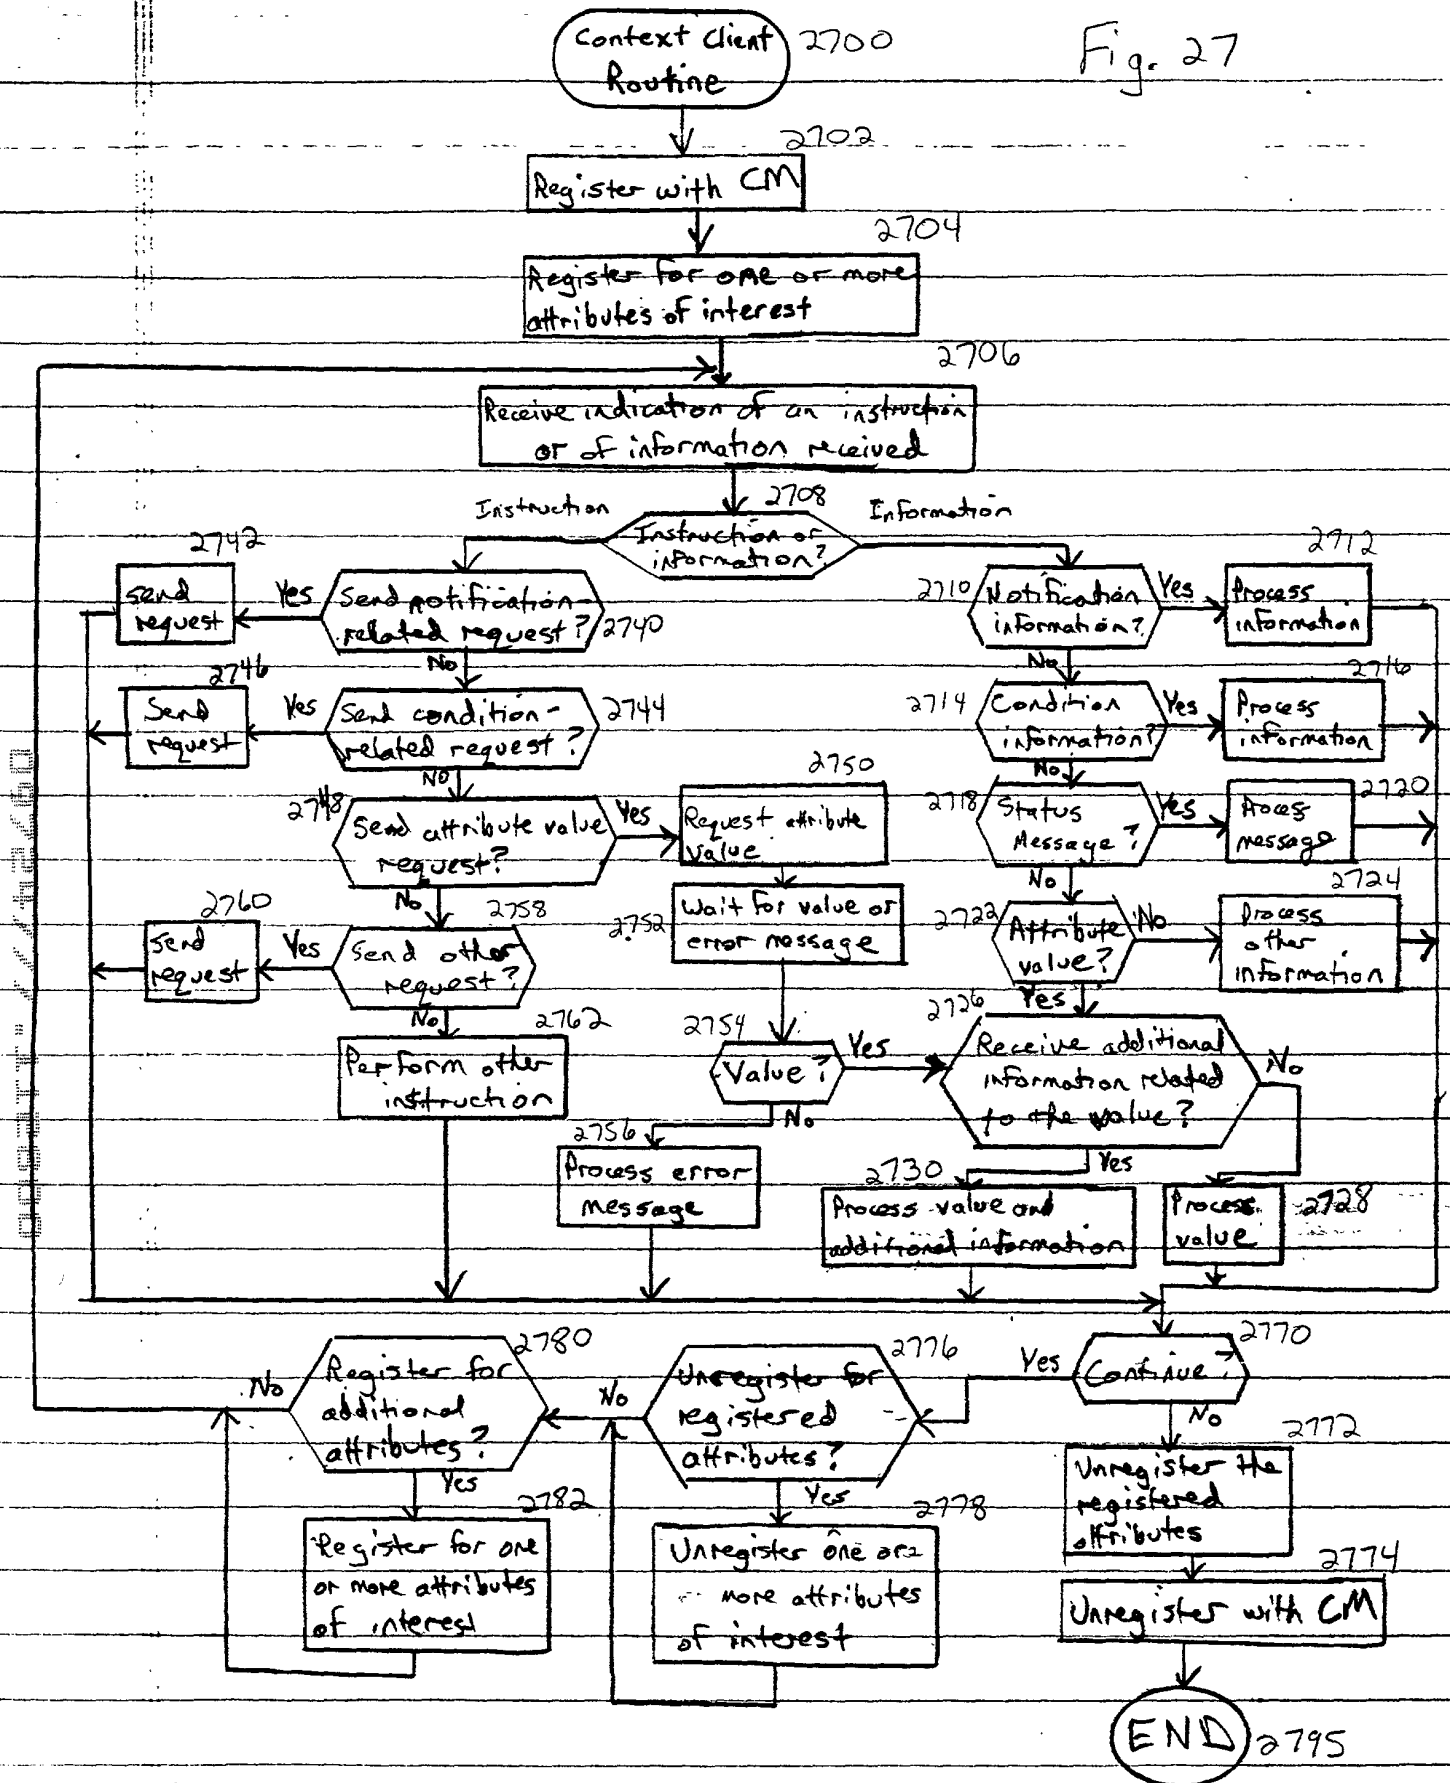 Context Client
Routine
2700
Fig. 27
2702
Register with CM
2704
Register for one or more
attributes of interest
2706
Receive indication of an instruction
or of information received
2708
Instruction
Information
Instruction or
information?
2742
Send
request
Yes
Send notification-
related request?
2740
No
2710
Notification
information?
Yes
2712
Process
information
No
2746
Send
request
Yes
Send condition-
related request?
2744
No
2714
Condition
information?
Yes
2716
Process
information
No
2748
Send attribute value
request?
Yes
2750
Request attribute
value
No
2718
Status
Message?
Yes
2720
Process
message
No
2760
Send
request
Yes
2758
Send other
request?
No
2752
Wait for value or
error message
2722
Attribute
value?
No
2724
Process
other
information
Yes
2762
Perform other
instruction
2754
Value?
Yes
No
2726
Receive additional
information related
to the value?
No
Yes
2756
Process error
message
2730
Process value and
additional information
2728
Process
value
2780
Register for
additional
attributes?
No
Yes
2776
Unregister for
registered
attributes?
No
Yes
2770
Continue?
Yes
No
2782
Register for one
or more attributes
of interest
2778
Unregister one or
more attributes
of interest
2772
Unregister the
registered
attributes
2774
Unregister with CM
END
2795